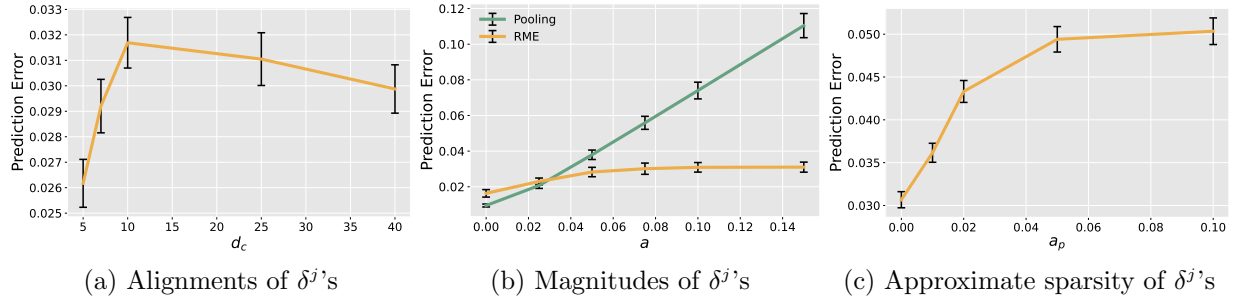 Prediction Error
0.033
0.032
0.031
0.030
0.029
0.028
0.027
0.026
0.025
5 10 15 20 25 30 35 40
d_c
(a) Alignments of δ^j's
Prediction Error
0.12
0.10
0.08
0.06
0.04
0.02
Pooling
RME
0.00 0.02 0.04 0.06 0.08 0.10 0.12 0.14
a
(b) Magnitudes of δ^j's
Prediction Error
0.050
0.045
0.040
0.035
0.030
0.00 0.02 0.04 0.06 0.08 0.10
a_p
(c) Approximate sparsity of δ^j's